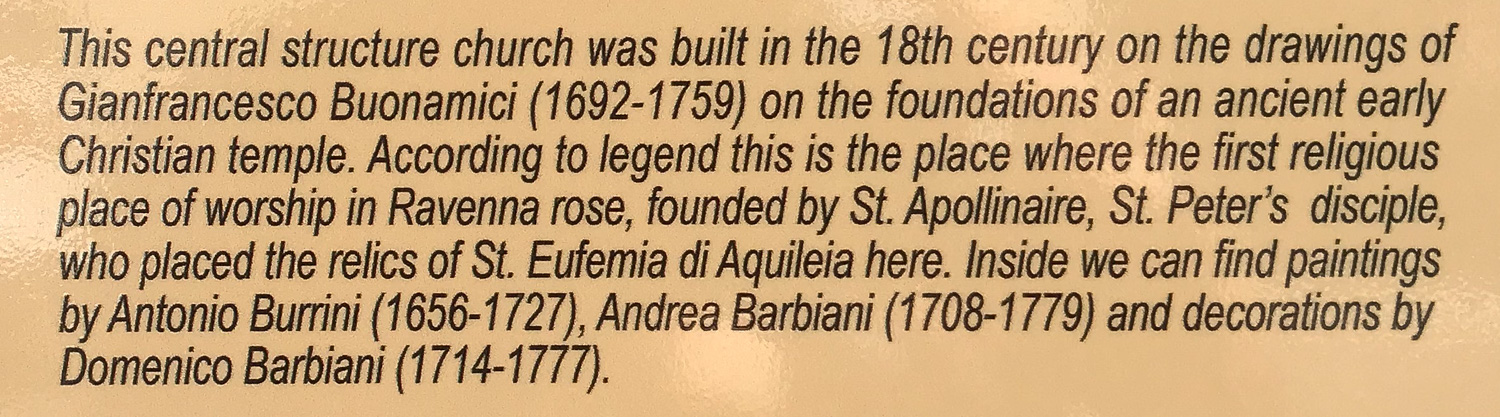 This central structure church was built in the 18th century on the drawings of
Gianfrancesco Buonamici (1692-1759) on the foundations of an ancient early
Christian temple. According to legend this is the place where the first religious
place of worship in Ravenna rose, founded by St. Apollinaire, St. Peter’s  disciple,
who placed the relics of St. Eufemia di Aquileia here. Inside we can find paintings
by Antonio Burrini (1656-1727), Andrea Barbiani (1708-1779) and decorations by
Domenico Barbiani (1714-1777).